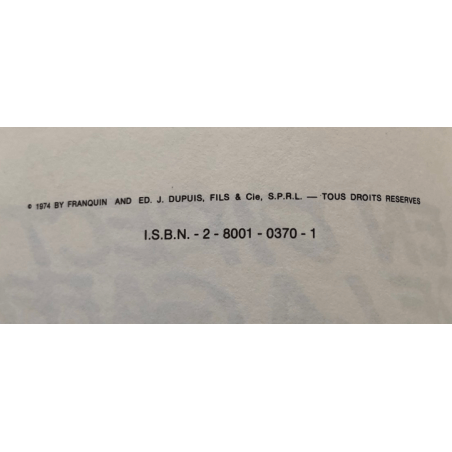 © 1974 BY FRANQUIN AND ED. J. DUPUIS, FILS & Cie, S.P.R.L. — TOUS DROITS RESERVES
I.S.B.N. - 2 - 8001 - 0370 - 1